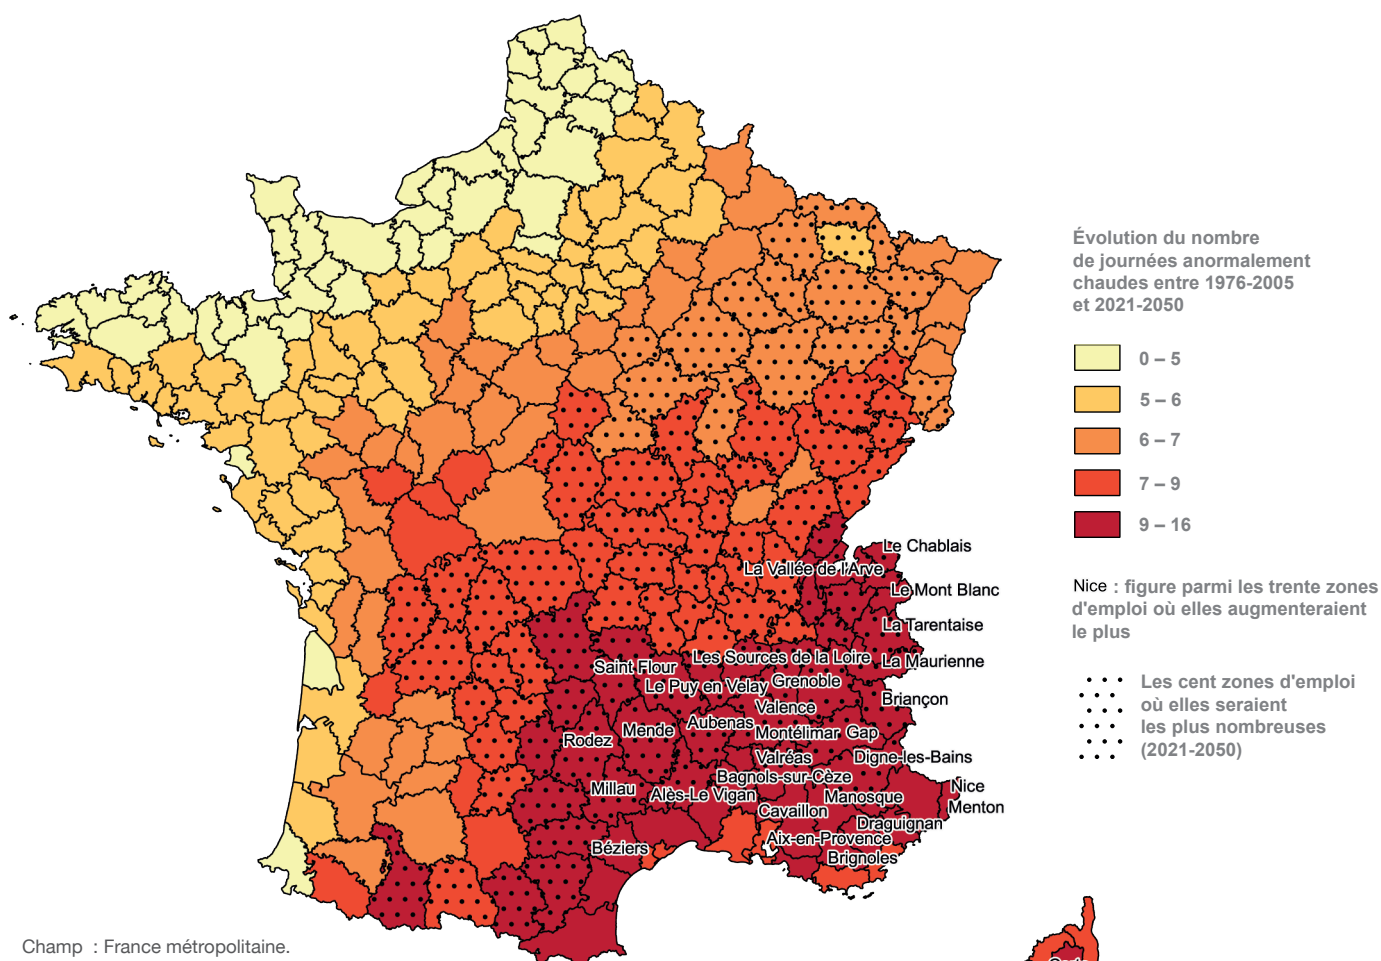 Évolution du nombre
de journées anormalement
chaudes entre 1976-2005
et 2021-2050
0 – 5
5 – 6
6 – 7
7 – 9
9 – 16
Nice : figure parmi les trente zones
d'emploi où elles augmenteraient
le plus
Les cent zones d'emploi
où elles seraient
les plus nombreuses
(2021-2050)
Le Chablais
La Vallée de l'Arve
Le Mont Blanc
La Tarentaise
Les Sources de la Loire
La Maurienne
Saint Flour
Le Puy en Velay
Grenoble
Briançon
Valence
Aubenas
Mende
Montélimar
Gap
Rodez
Valréas
Digne-les-Bains
Bagnols-sur-Cèze
Nice
Millau
Alès-Le Vigan
Manosque
Menton
Cavaillon
Draguignan
Aix-en-Provence
Béziers
Brignoles
Champ : France métropolitaine.